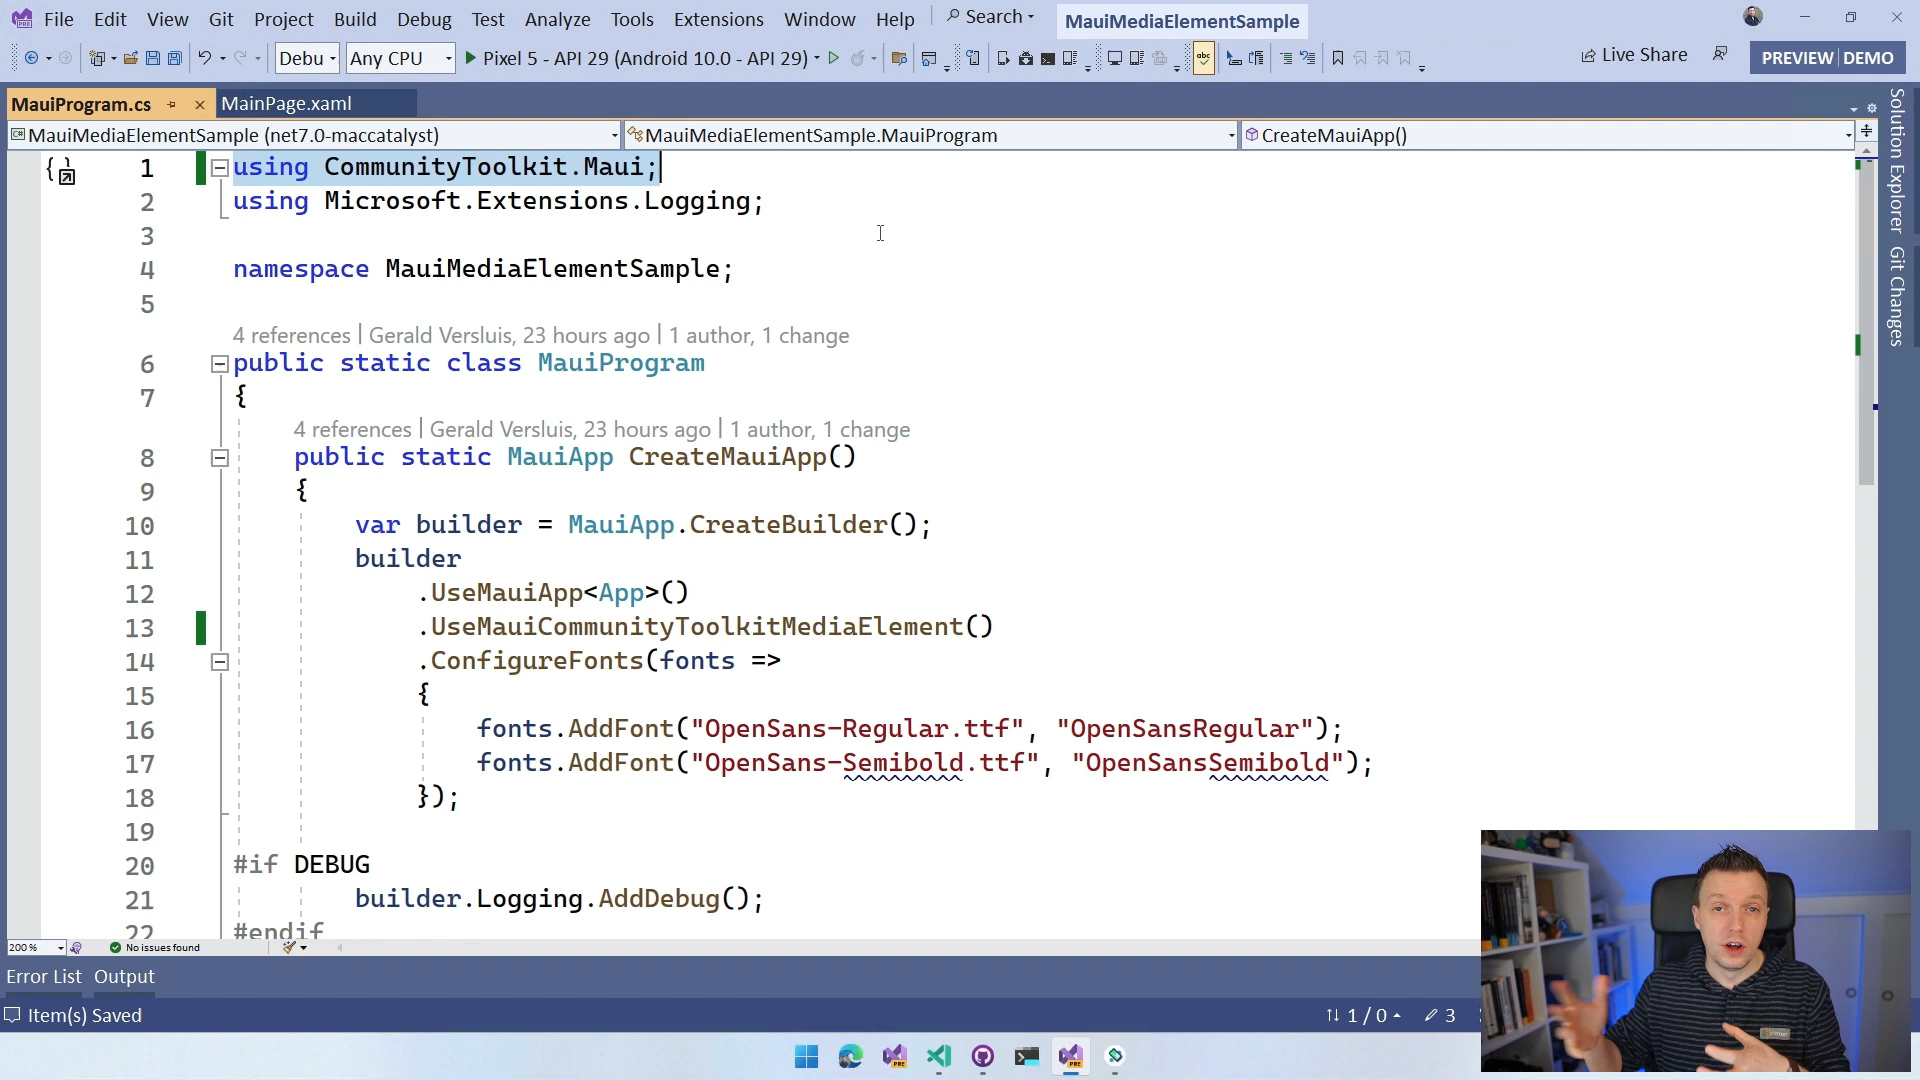 File Edit View Git Project Build Debug Test Analyze Tools Extensions Window Help Search MauiMediaElementSample
Debu Any CPU Pixel 5 - API 29 (Android 10.0 - API 29) Live Share PREVIEW DEMO
MauiProgram.cs MainPage.xaml
MauiMediaElementSample (net7.0-maccatalyst) MauiMediaElementSample.MauiProgram CreateMauiApp()
1 using CommunityToolkit.Maui;
2 using Microsoft.Extensions.Logging;
3
4 namespace MauiMediaElementSample;
5
4 references | Gerald Versluis, 23 hours ago | 1 author, 1 change
6 public static class MauiProgram
7 {
4 references | Gerald Versluis, 23 hours ago | 1 author, 1 change
8 public static MauiApp CreateMauiApp()
9 {
10 var builder = MauiApp.CreateBuilder();
11 builder
12 .UseMauiApp<App>()
13 .UseMauiCommunityToolkitMediaElement()
14 .ConfigureFonts(fonts =>
15 {
16 fonts.AddFont("OpenSans-Regular.ttf", "OpenSansRegular");
17 fonts.AddFont("OpenSans-Semibold.ttf", "OpenSansSemibold");
18 });
19
20 #if DEBUG
21 builder.Logging.AddDebug();
22 #endif
200 % No issues found
Error List Output
Item(s) Saved 1 / 0 3
Solution Explorer
Git Changes